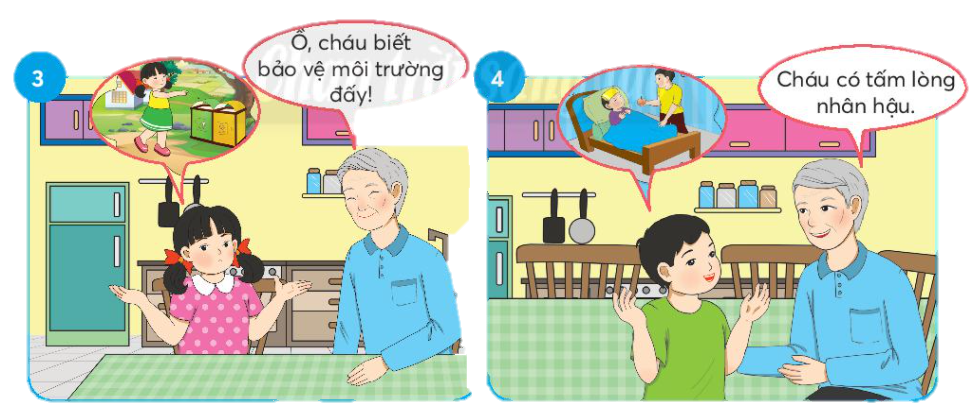 3
Ồ, cháu biết
bảo vệ môi trường
đấy!
4
Cháu có tấm lòng
nhân hậu.